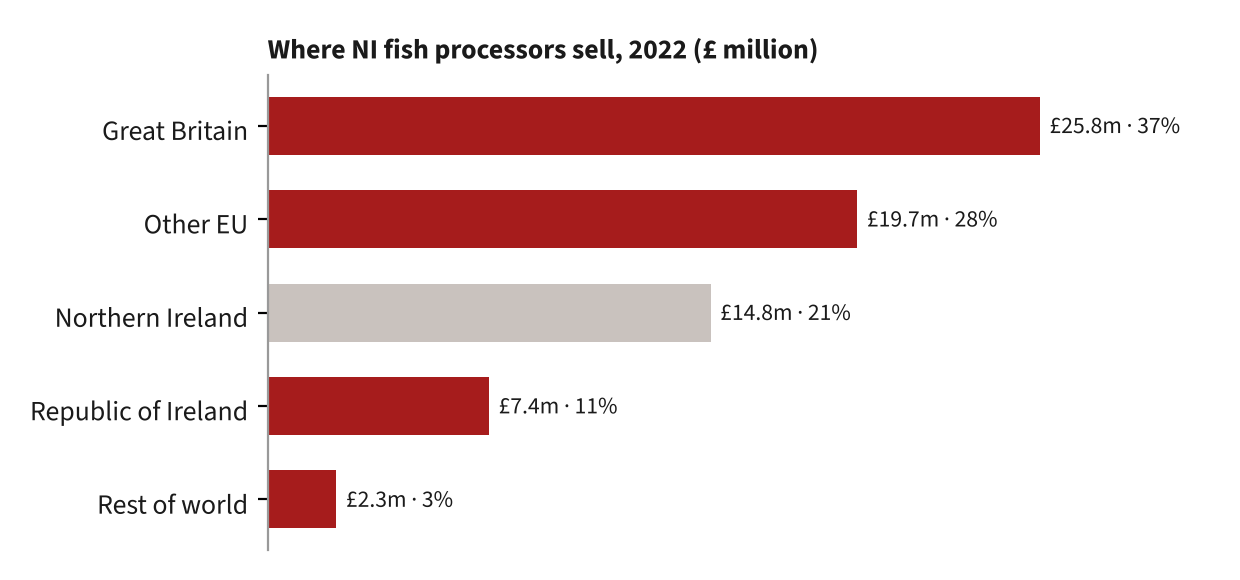 Where NI fish processors sell, 2022 (£ million)
Great Britain £25.8m · 37%
Other EU £19.7m · 28%
Northern Ireland £14.8m · 21%
Republic of Ireland £7.4m · 11%
Rest of world £2.3m · 3%